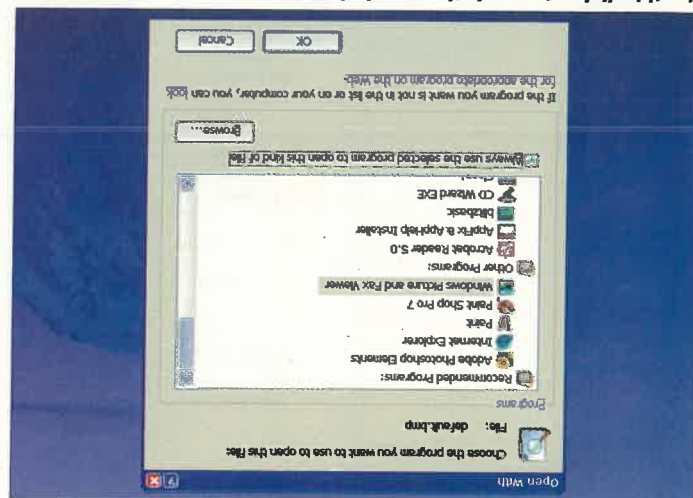 Open With
Choose the program you want to use to open this file:
File: default.bmp
Programs
Recommended Programs:
Adobe Photoshop Elements
Internet Explorer
Paint
Paint Shop Pro 7
Windows Picture and Fax Viewer
Other Programs:
Acrobat Reader 5.0
AppFix & AppHelp Installer
blitzbasic
CD Wizard EXE
Always use the selected program to open this kind of file
Browse...
If the program you want is not in the list or on your computer, you can look
for the appropriate program on the Web.
OK Cancel